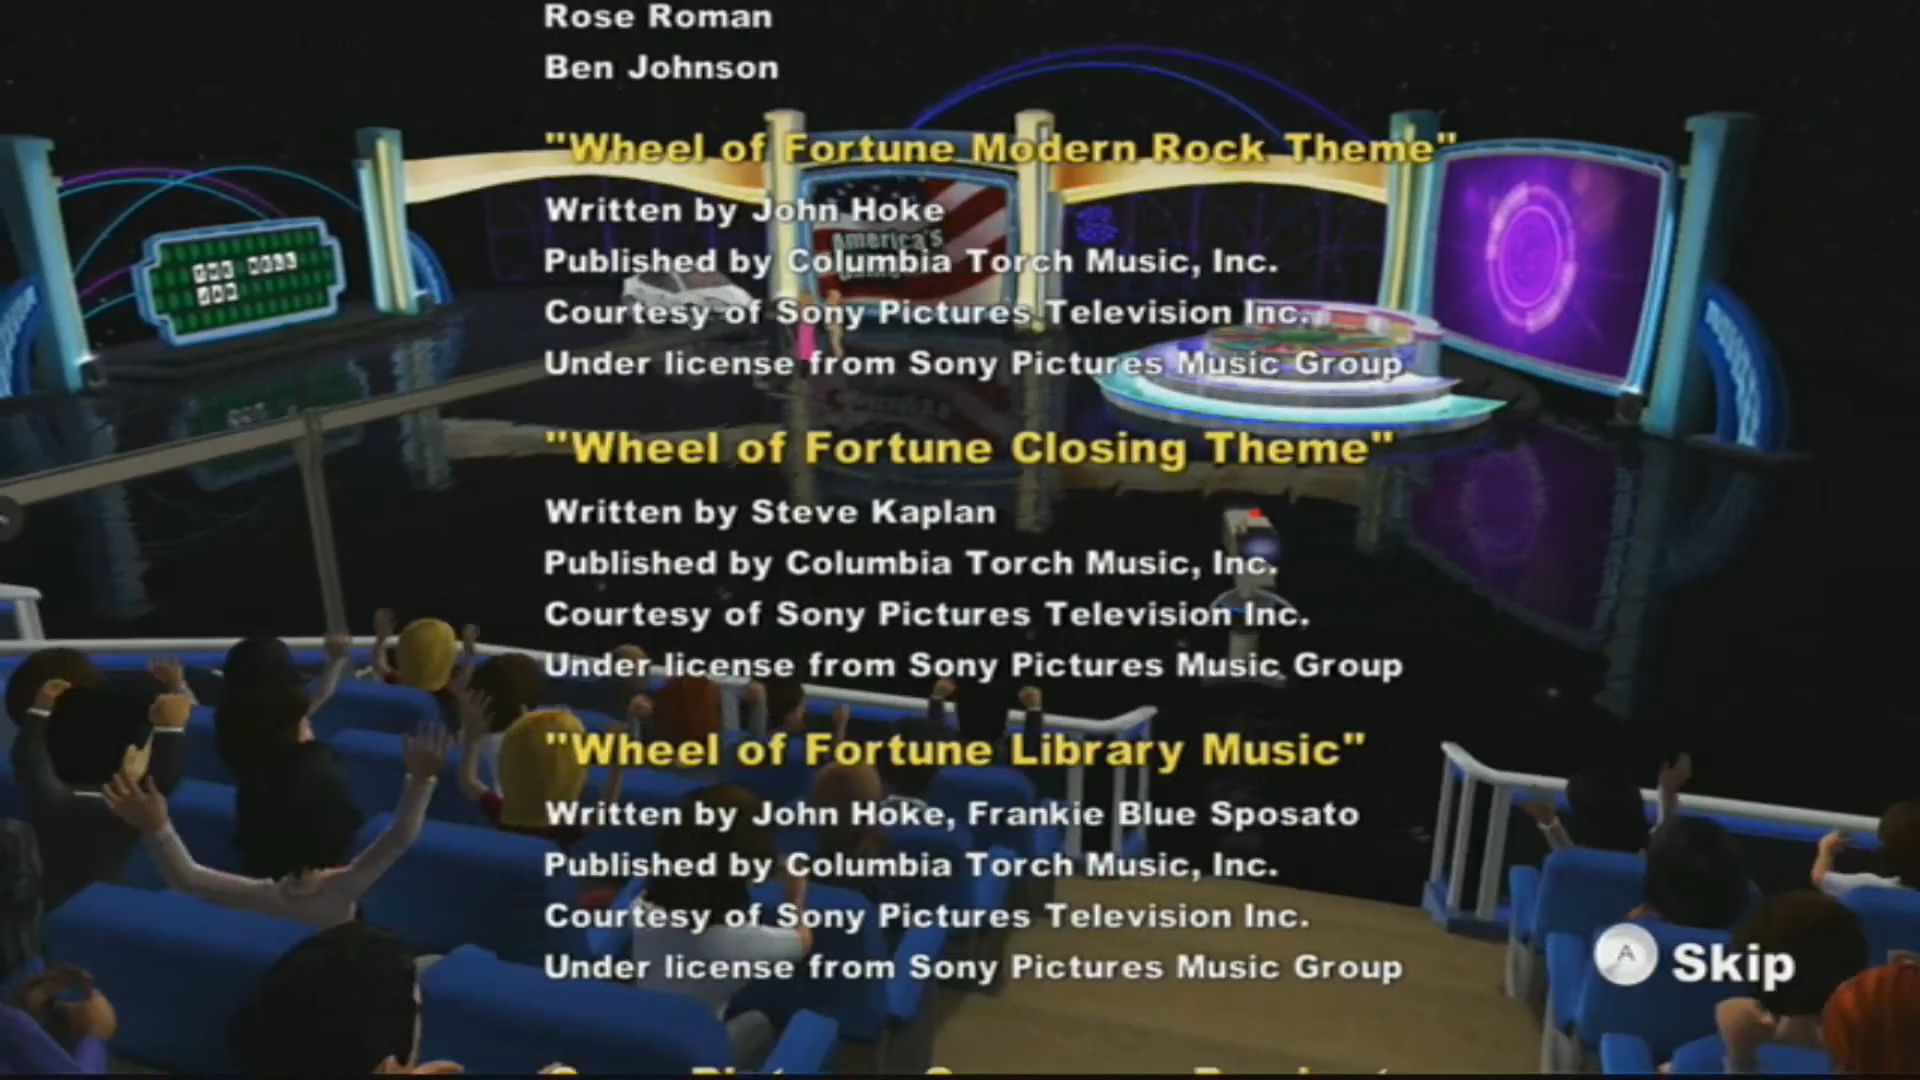 Rose Roman
Ben Johnson
"Wheel of Fortune Modern Rock Theme"
Written by John Hoke
Published by Columbia Torch Music, Inc.
Courtesy of Sony Pictures Television Inc.
Under license from Sony Pictures Music Group
"Wheel of Fortune Closing Theme"
Written by Steve Kaplan
Published by Columbia Torch Music, Inc.
Courtesy of Sony Pictures Television Inc.
Under license from Sony Pictures Music Group
"Wheel of Fortune Library Music"
Written by John Hoke, Frankie Blue Sposato
Published by Columbia Torch Music, Inc.
Courtesy of Sony Pictures Television Inc.
Under license from Sony Pictures Music Group
America's
A Skip